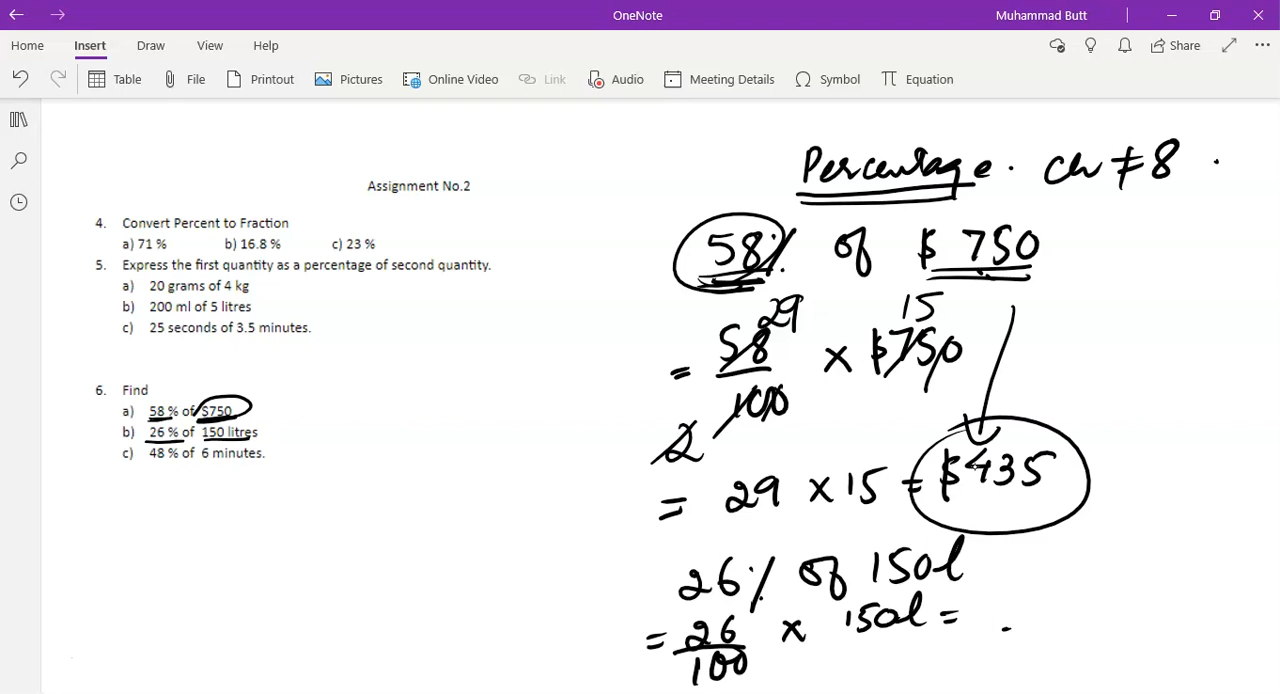 OneNote
Muhammad Butt
Home Insert Draw View Help
Share
Table File Printout Pictures Online Video Link Audio Meeting Details Symbol Equation
Assignment No.2
4. Convert Percent to Fraction
a) 71 % b) 16.8 % c) 23 %
5. Express the first quantity as a percentage of second quantity.
a) 20 grams of 4 kg
b) 200 ml of 5 litres
c) 25 seconds of 3.5 minutes.
6. Find
a) 58 % of $750
b) 26 % of 150 litres
c) 48 % of 6 minutes.
Percentage. Ch # 8
58% of $ 750
29 15
= 58 × $750
100
2
= 29 × 15 = $435
26% of 150l
= 26 × 150l =
100